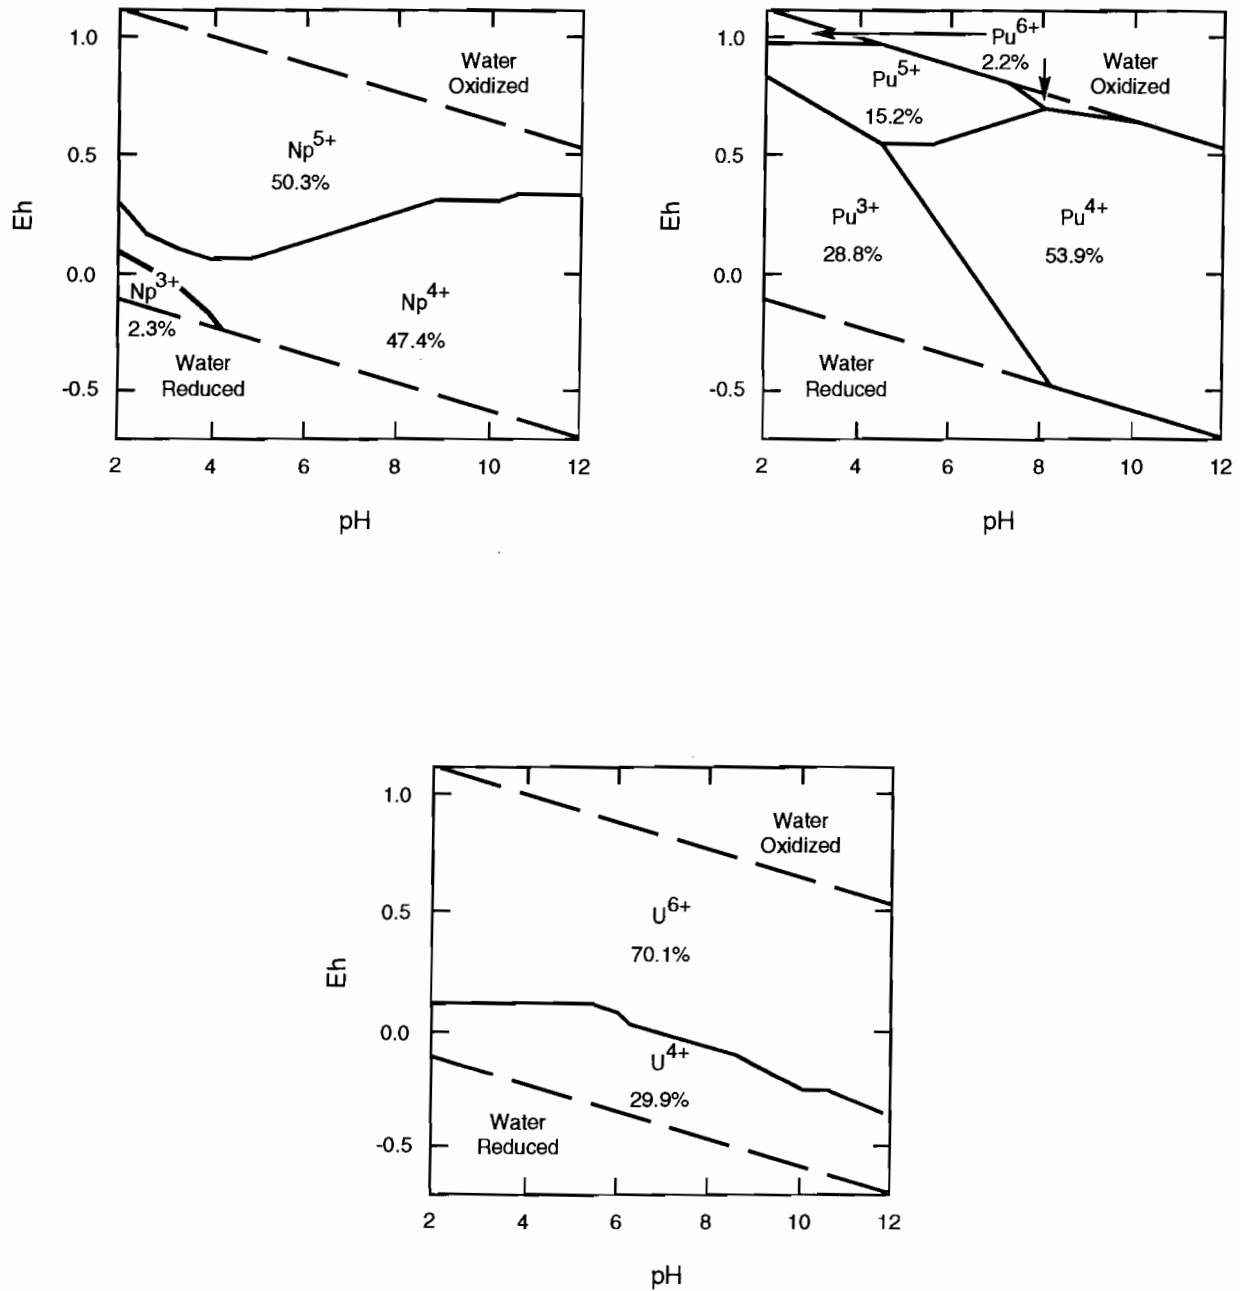 1.0
0.5
0.0
-0.5
Eh
Water
Oxidized
Np5+
50.3%
Np3+
2.3%
Np4+
47.4%
Water
Reduced
2 4 6 8 10 12
pH
1.0
0.5
0.0
-0.5
Eh
Pu6+
2.2%
Water
Oxidized
Pu5+
15.2%
Pu3+
28.8%
Pu4+
53.9%
Water
Reduced
2 4 6 8 10 12
pH
1.0
0.5
0.0
-0.5
Eh
Water
Oxidized
U6+
70.1%
U4+
29.9%
Water
Reduced
2 4 6 8 10 12
pH